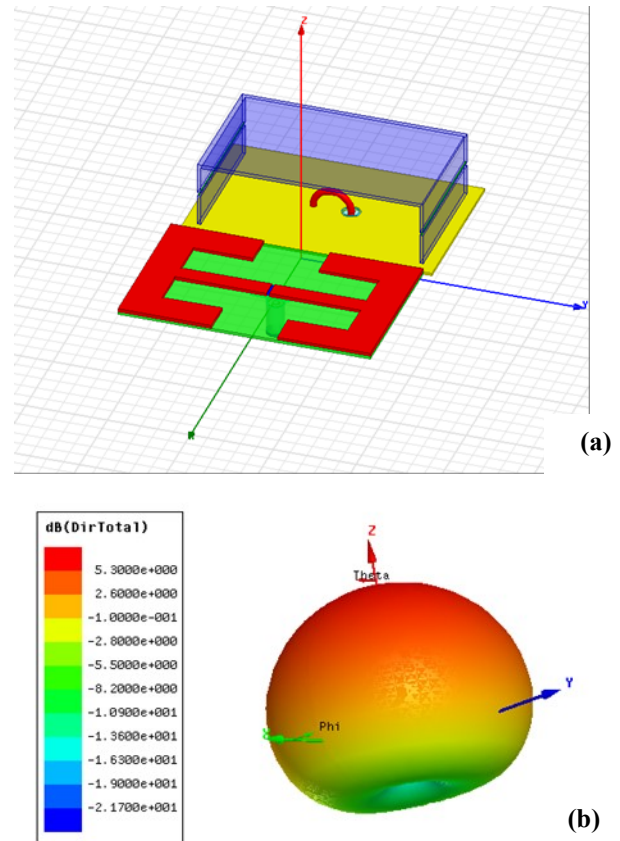 Z
Y
X
(a)
dB(DirTotal)
5.3000e+000
2.6000e+000
-1.0000e-001
-2.8000e+000
-5.5000e+000
-8.2000e+000
-1.0900e+001
-1.3600e+001
-1.6300e+001
-1.9000e+001
-2.1700e+001
Z
Theta
Y
Phi
X
(b)